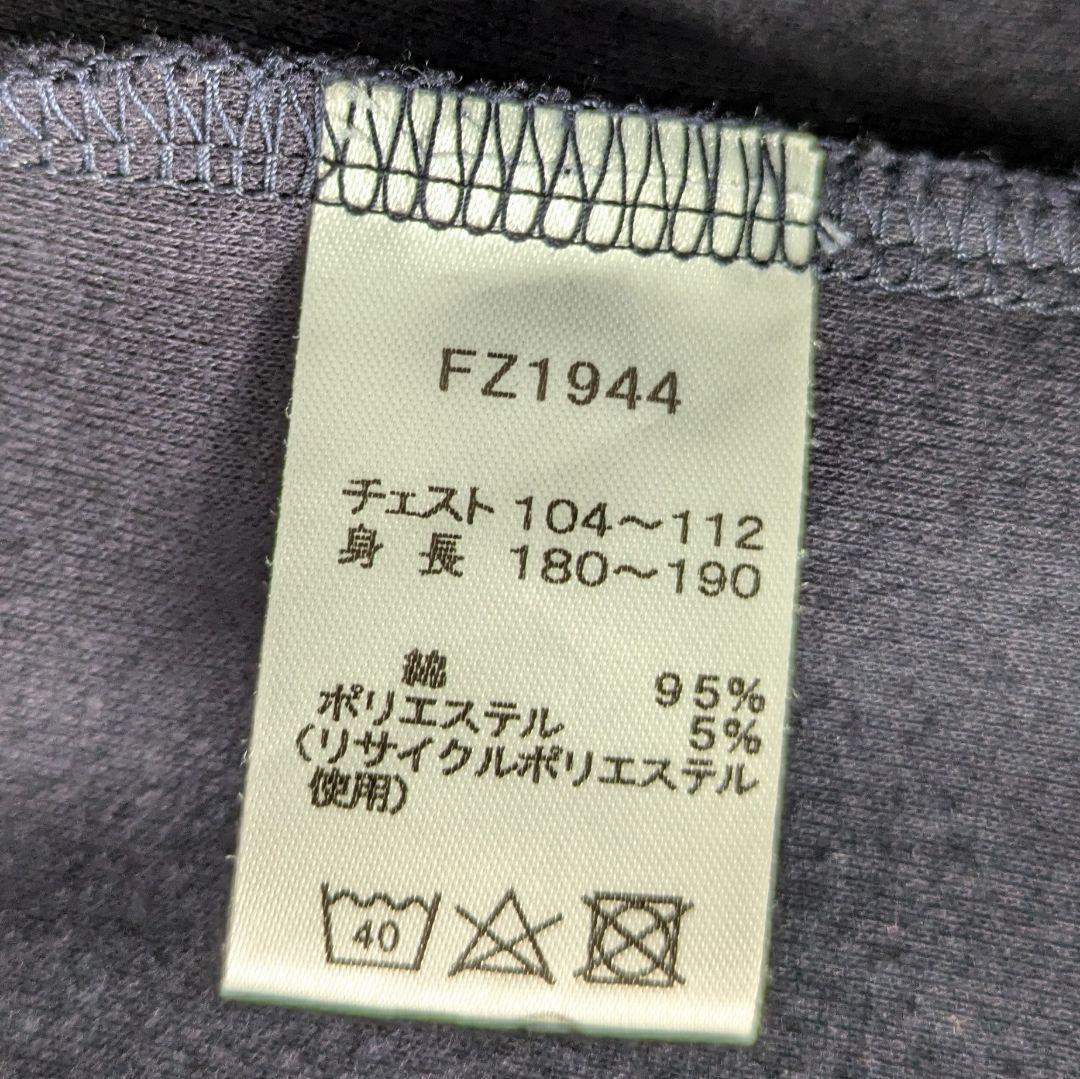 FZ1944
チェスト 104～112
身長 180～190
綿 95%
ポリエステル 5%
(リサイクルポリエステル
使用)
40